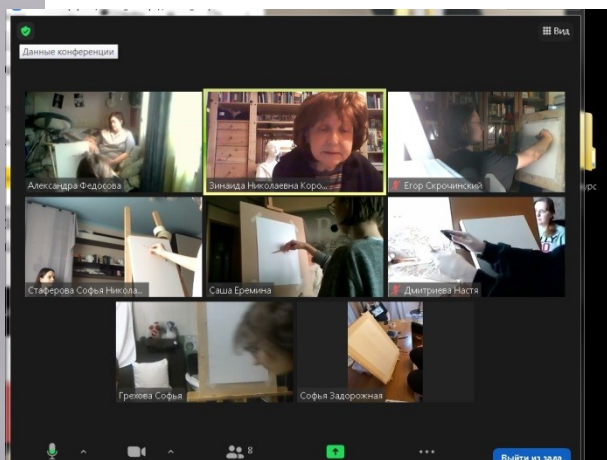 Вид
Данные конференции
Александра Федосова
Зинаида Николаевна Коро...
Егор Скрочинский
Стаферова Софья Никола...
Саша Еремина
Дмитриева Настя
Грехова Софья
Софья Задорожная
8
Выйти из зала